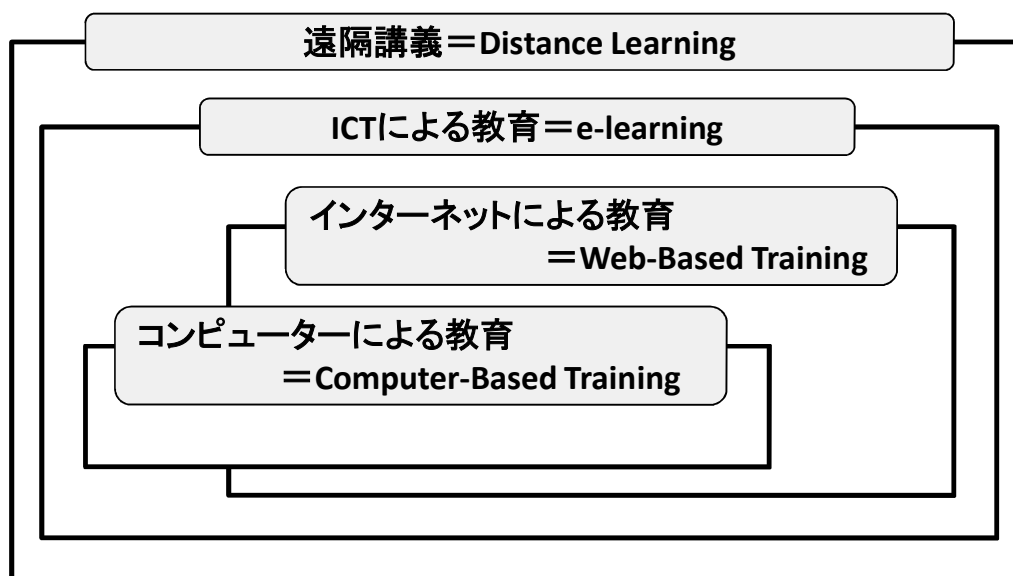 遠隔講義＝Distance Learning
ICTによる教育＝e-learning
インターネットによる教育
＝Web-Based Training
コンピューターによる教育
＝Computer-Based Training